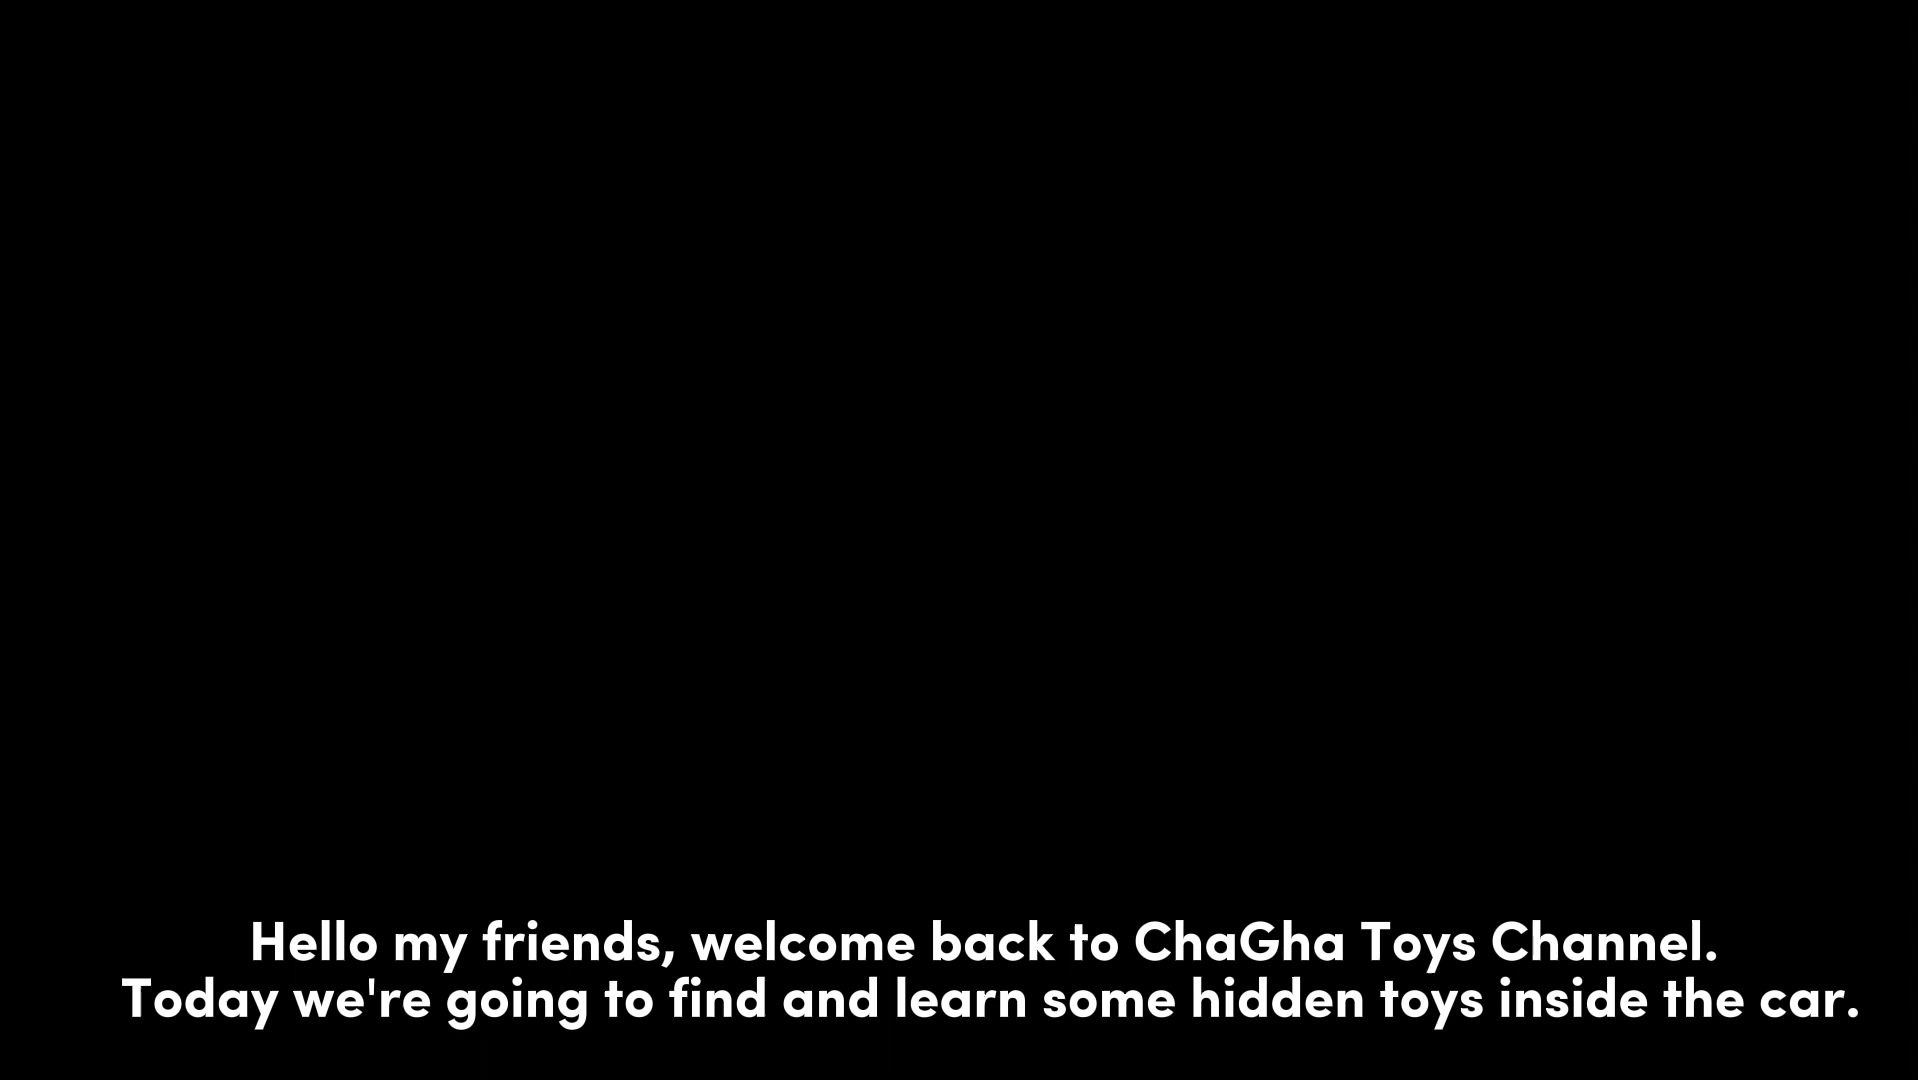 Hello my friends, welcome back to ChaGha Toys Channel.
Today we're going to find and learn some hidden toys inside the car.